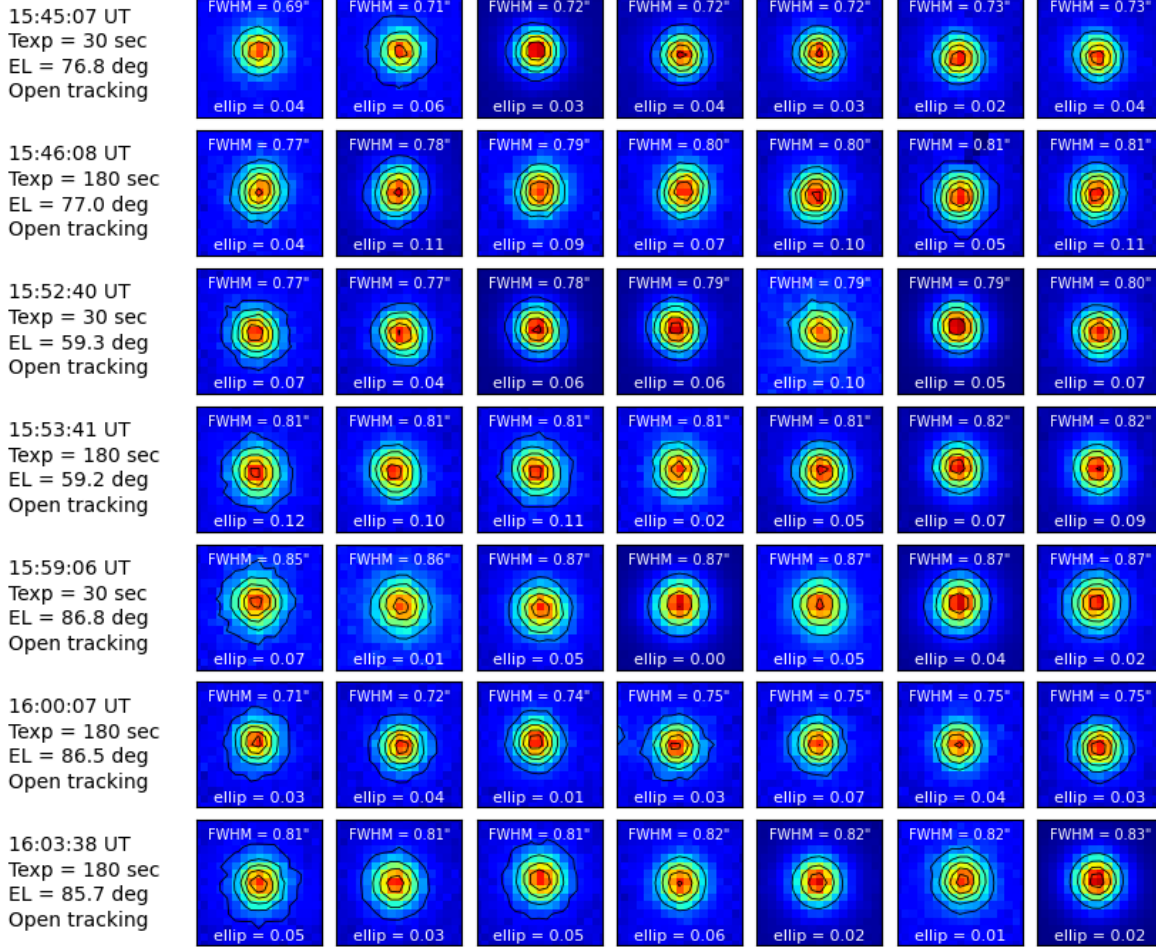 15:45:07 UT
Texp = 30 sec
EL = 76.8 deg
Open tracking
FWHM = 0.69" FWHM = 0.71" FWHM = 0.72" FWHM = 0.72" FWHM = 0.72" FWHM = 0.73" FWHM = 0.73"
ellip = 0.04 ellip = 0.06 ellip = 0.03 ellip = 0.04 ellip = 0.03 ellip = 0.02 ellip = 0.04
15:46:08 UT
Texp = 180 sec
EL = 77.0 deg
Open tracking
FWHM = 0.77" FWHM = 0.78" FWHM = 0.79" FWHM = 0.80" FWHM = 0.80" FWHM = 0.81" FWHM = 0.81"
ellip = 0.04 ellip = 0.11 ellip = 0.09 ellip = 0.07 ellip = 0.10 ellip = 0.05 ellip = 0.11
15:52:40 UT
Texp = 30 sec
EL = 59.3 deg
Open tracking
FWHM = 0.77" FWHM = 0.77" FWHM = 0.78" FWHM = 0.79" FWHM = 0.79" FWHM = 0.79" FWHM = 0.80"
ellip = 0.07 ellip = 0.04 ellip = 0.06 ellip = 0.06 ellip = 0.10 ellip = 0.05 ellip = 0.07
15:53:41 UT
Texp = 180 sec
EL = 59.2 deg
Open tracking
FWHM = 0.81" FWHM = 0.81" FWHM = 0.81" FWHM = 0.81" FWHM = 0.81" FWHM = 0.82" FWHM = 0.82"
ellip = 0.12 ellip = 0.10 ellip = 0.11 ellip = 0.02 ellip = 0.05 ellip = 0.07 ellip = 0.09
15:59:06 UT
Texp = 30 sec
EL = 86.8 deg
Open tracking
FWHM = 0.85" FWHM = 0.86" FWHM = 0.87" FWHM = 0.87" FWHM = 0.87" FWHM = 0.87" FWHM = 0.87"
ellip = 0.07 ellip = 0.01 ellip = 0.05 ellip = 0.00 ellip = 0.05 ellip = 0.04 ellip = 0.02
16:00:07 UT
Texp = 180 sec
EL = 86.5 deg
Open tracking
FWHM = 0.71" FWHM = 0.72" FWHM = 0.74" FWHM = 0.75" FWHM = 0.75" FWHM = 0.75" FWHM = 0.75"
ellip = 0.03 ellip = 0.04 ellip = 0.01 ellip = 0.03 ellip = 0.07 ellip = 0.04 ellip = 0.03
16:03:38 UT
Texp = 180 sec
EL = 85.7 deg
Open tracking
FWHM = 0.81" FWHM = 0.81" FWHM = 0.81" FWHM = 0.82" FWHM = 0.82" FWHM = 0.82" FWHM = 0.83"
ellip = 0.05 ellip = 0.03 ellip = 0.05 ellip = 0.06 ellip = 0.02 ellip = 0.01 ellip = 0.02